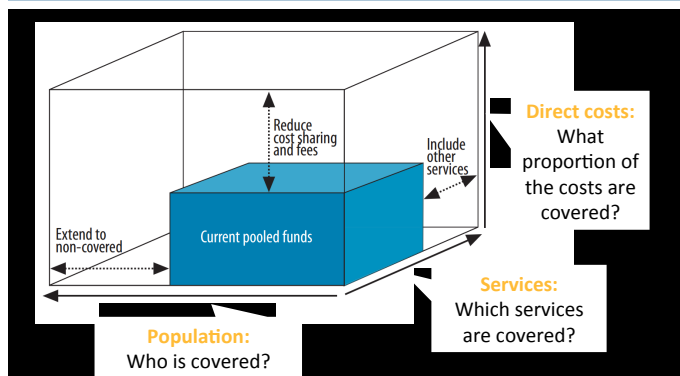 Reduce
cost sharing
and fees
Include
other
services
Extend to
non-covered
Current pooled funds
Direct costs:
What
proportion of
the costs are
covered?
Services:
Which services
are covered?
Population:
Who is covered?